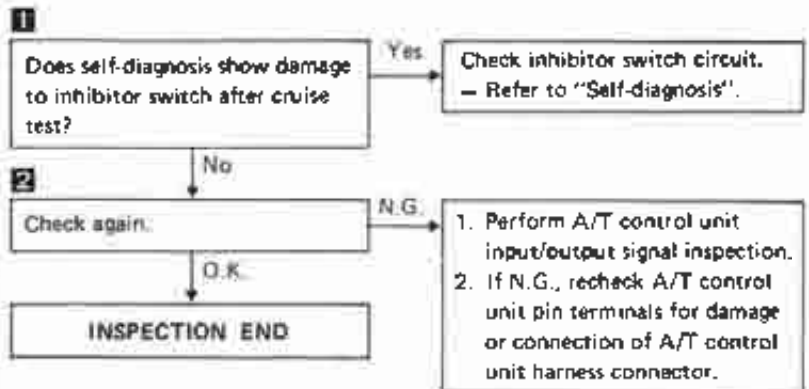 1
Does self-diagnosis show damage
to inhibitor switch after cruise
test?
Yes
Check inhibitor switch circuit.
— Refer to "Self-diagnosis".
No
2
Check again.
N.G.
1. Perform A/T control unit
input/output signal inspection.
2. If N.G., recheck A/T control
unit pin terminals for damage
or connection of A/T control
unit harness connector.
O.K.
INSPECTION END